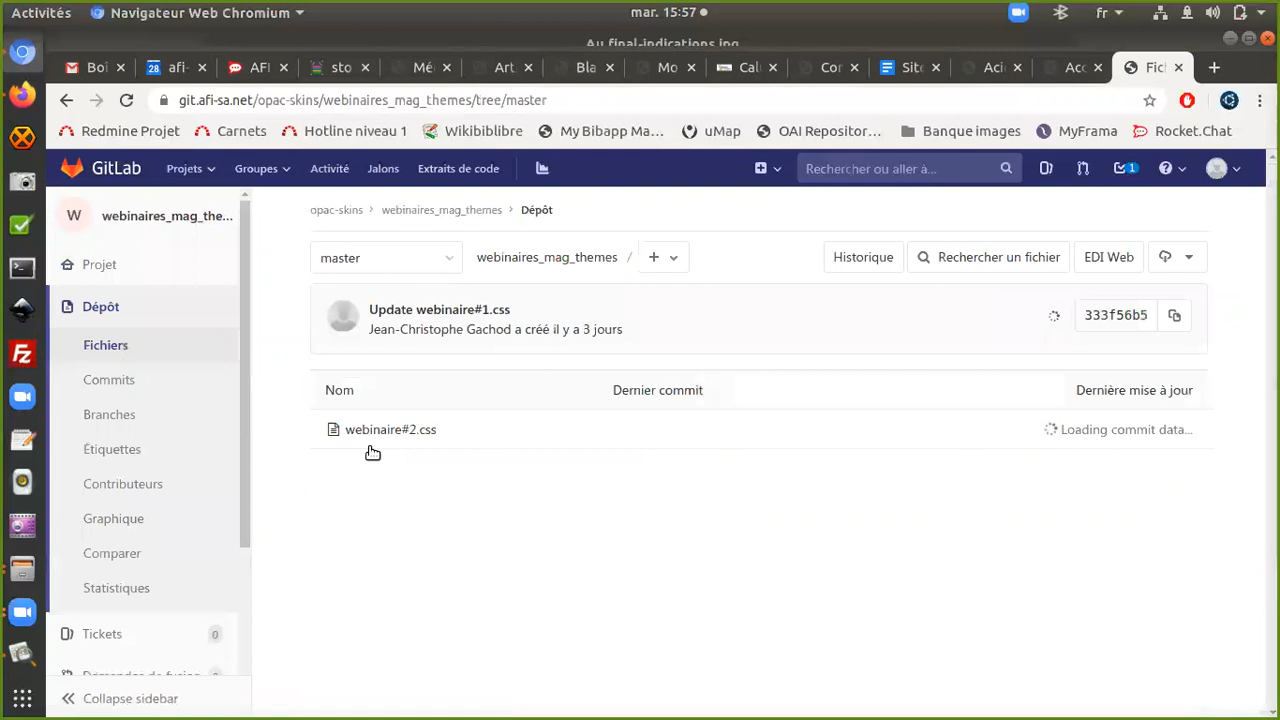 Activités Navigateur Web Chromium mar. 15:57 fr
Au final-indications.jpg
Boî afi- AFI sto Mé Art. Bla Mo Cal Cor Site Aci Acc Fich
git.afi-sa.net/opac-skins/webinaires_mag_themes/tree/master
Redmine Projet Carnets Hotline niveau 1 Wikibiblibre My Bibapp Ma... uMap OAI Repositor... Banque images MyFrama Rocket.Chat
GitLab Projets Groupes Activité Jalons Extraits de code Rechercher ou aller à... 1
W webinaires_mag_the...
opac-skins webinaires_mag_themes Dépôt
master webinaires_mag_themes / + Historique Rechercher un fichier EDI Web
Projet
Dépôt
Update webinaire#1.css
Jean-Christophe Gachod a créé il y a 3 jours
333f56b5
Fichiers
Commits
Branches
Étiquettes
Contributeurs
Graphique
Comparer
Statistiques
Nom Dernier commit Dernière mise à jour
webinaire#2.css Loading commit data...
Tickets 0
Demandes de fusion
Collapse sidebar